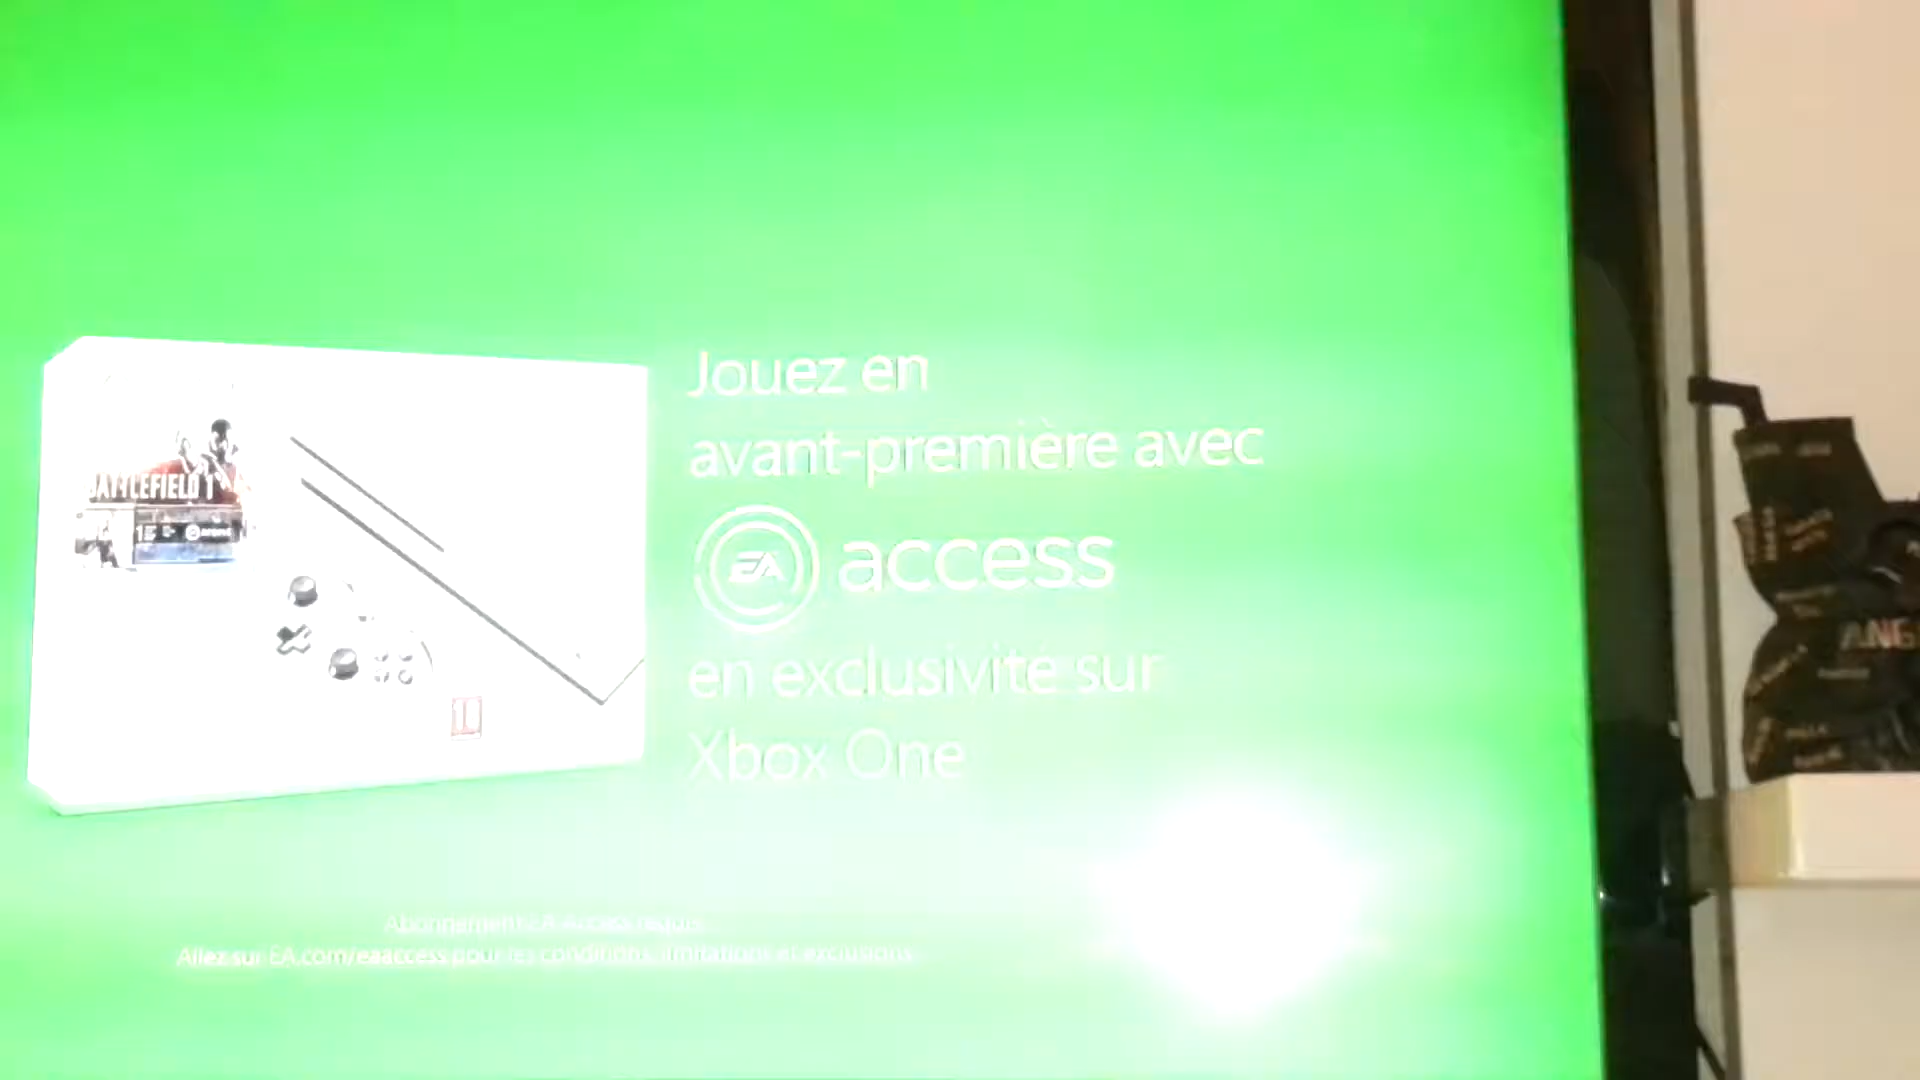 Jouez en
avant-première avec
EA access
en exclusivité sur
Xbox One
BATTLEFIELD 1
Abonnement EA Access requis.
Allez sur EA.com/eaaccess pour les conditions, limitations et exclusions.
ANG